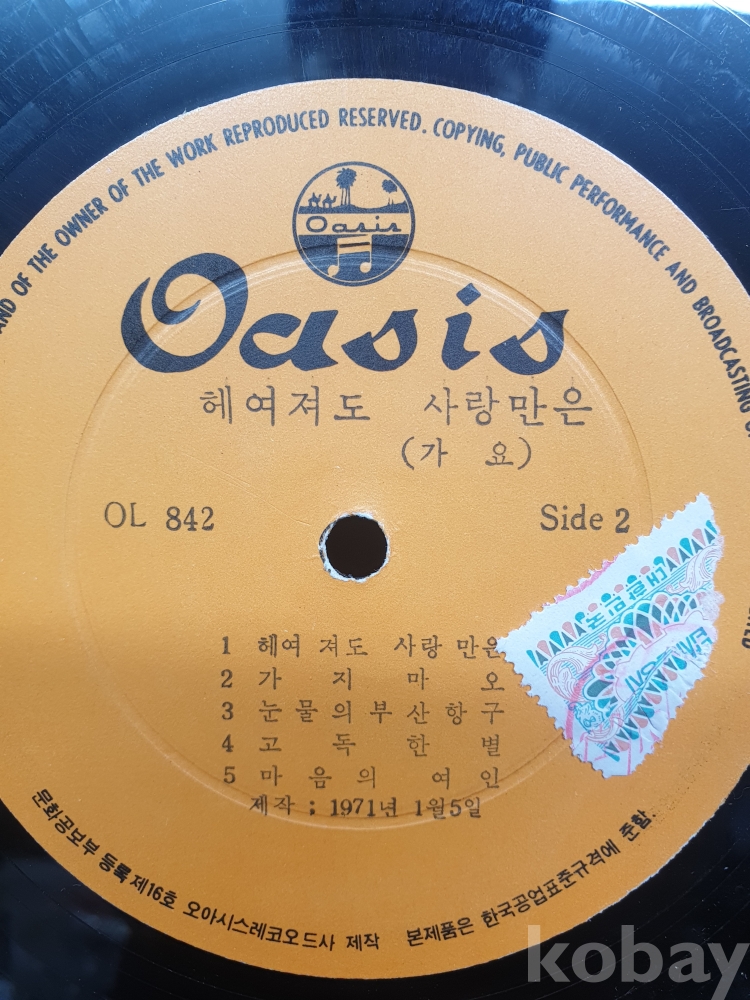 AND OF THE OWNER OF THE WORK REPRODUCED RESERVED. COPYING, PUBLIC PERFORMANCE AND BROADCASTING
Oasis
Oasis
헤여져도 사랑만은
(가 요)
OL 842
Side 2
대한민국
1 헤여 져도 사랑 만은
2 가 지 마 오
3 눈물의부산항구
4 고 독 한 별
5 마음의 여인
제작 ; 1971년 1월5일
문화공보부 등록 제16호 오아시스레코오드사 제작 본제품은 한국공업표준규격에 준함.
kobay